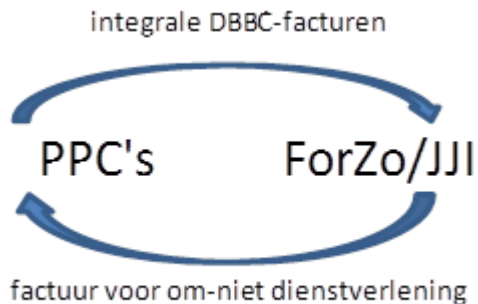 integrale DBBC-facturen
PPC's ForZo/JJI
factuur voor om-niet dienstverlening